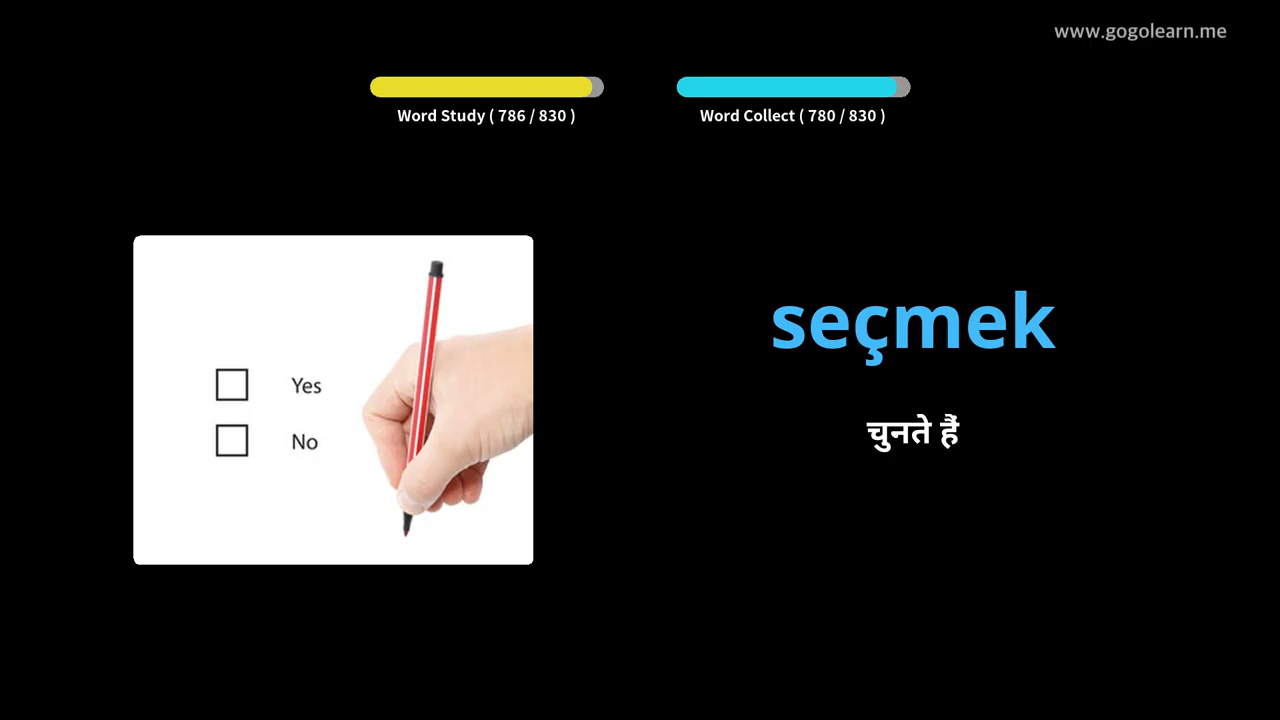 www.gogolearn.me
Word Study ( 786 / 830 )
Word Collect ( 780 / 830 )
Yes
No
seçmek
चुनते हैं